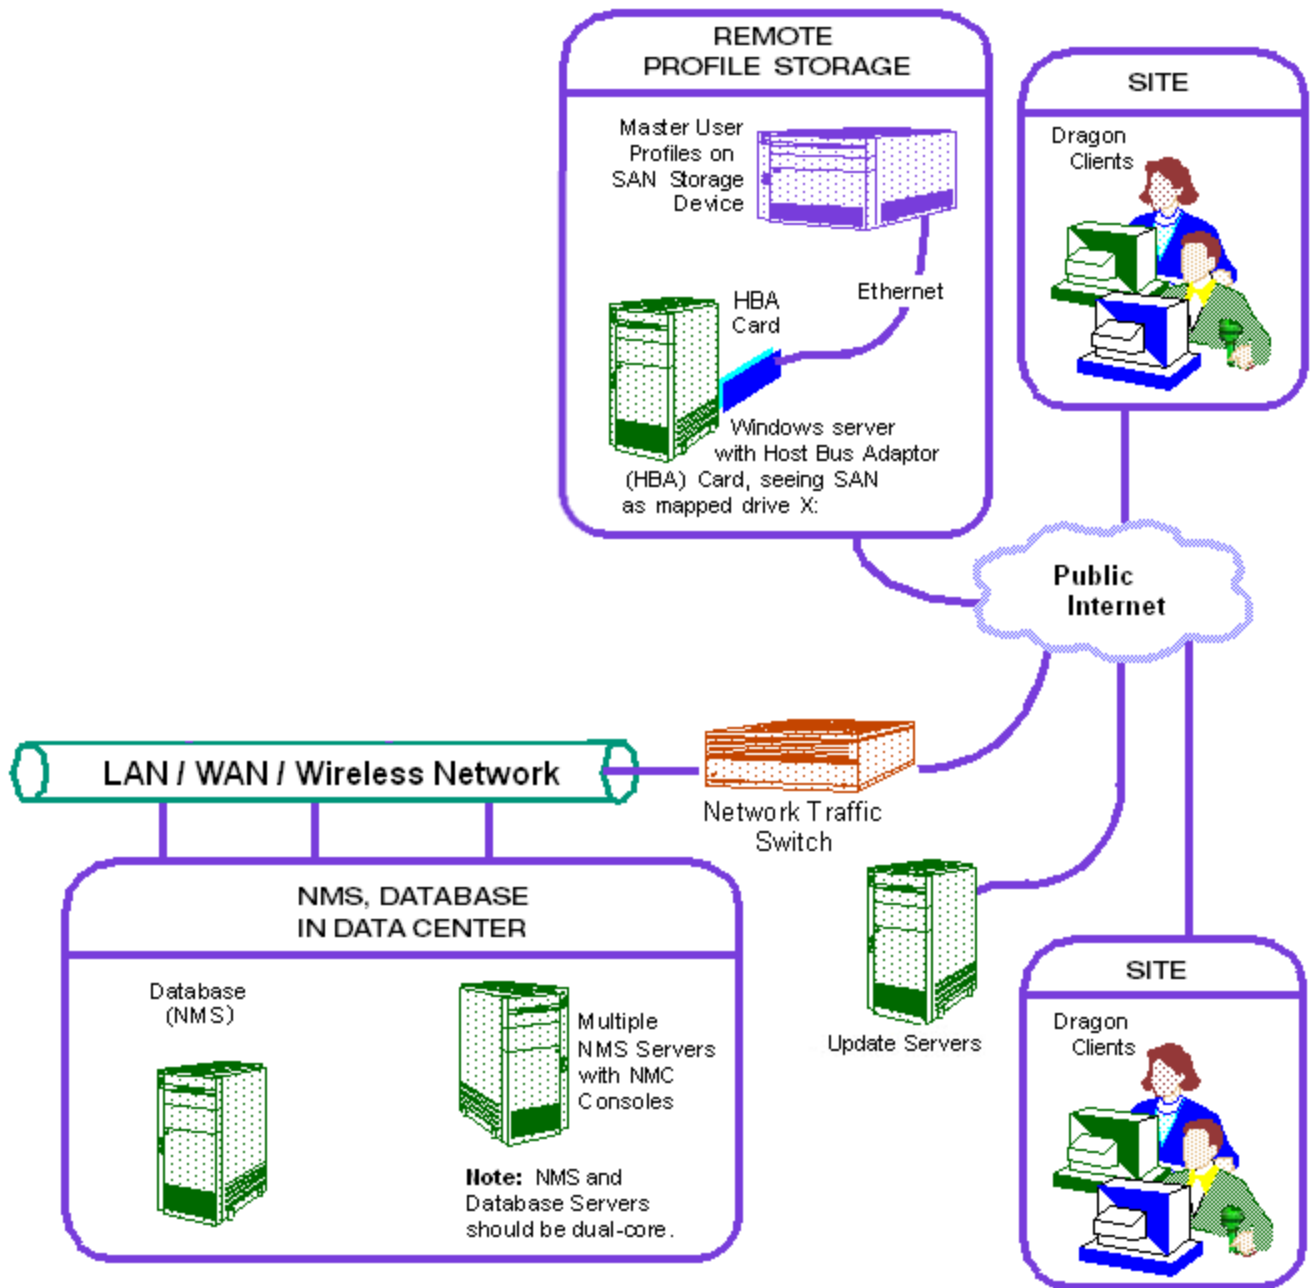 REMOTE
PROFILE STORAGE
Master User
Profiles on
SAN Storage
Device
Ethernet
HBA
Card
Windows server
with Host Bus Adaptor
(HBA) Card, seeing SAN
as mapped drive X:
SITE
Dragon
Clients
Public
Internet
LAN / WAN / Wireless Network
Network Traffic
Switch
NMS, DATABASE
IN DATA CENTER
Database
(NMS)
Multiple
NMS Servers
with NMC
Consoles
Note: NMS and
Database Servers
should be dual-core.
Update Servers
SITE
Dragon
Clients